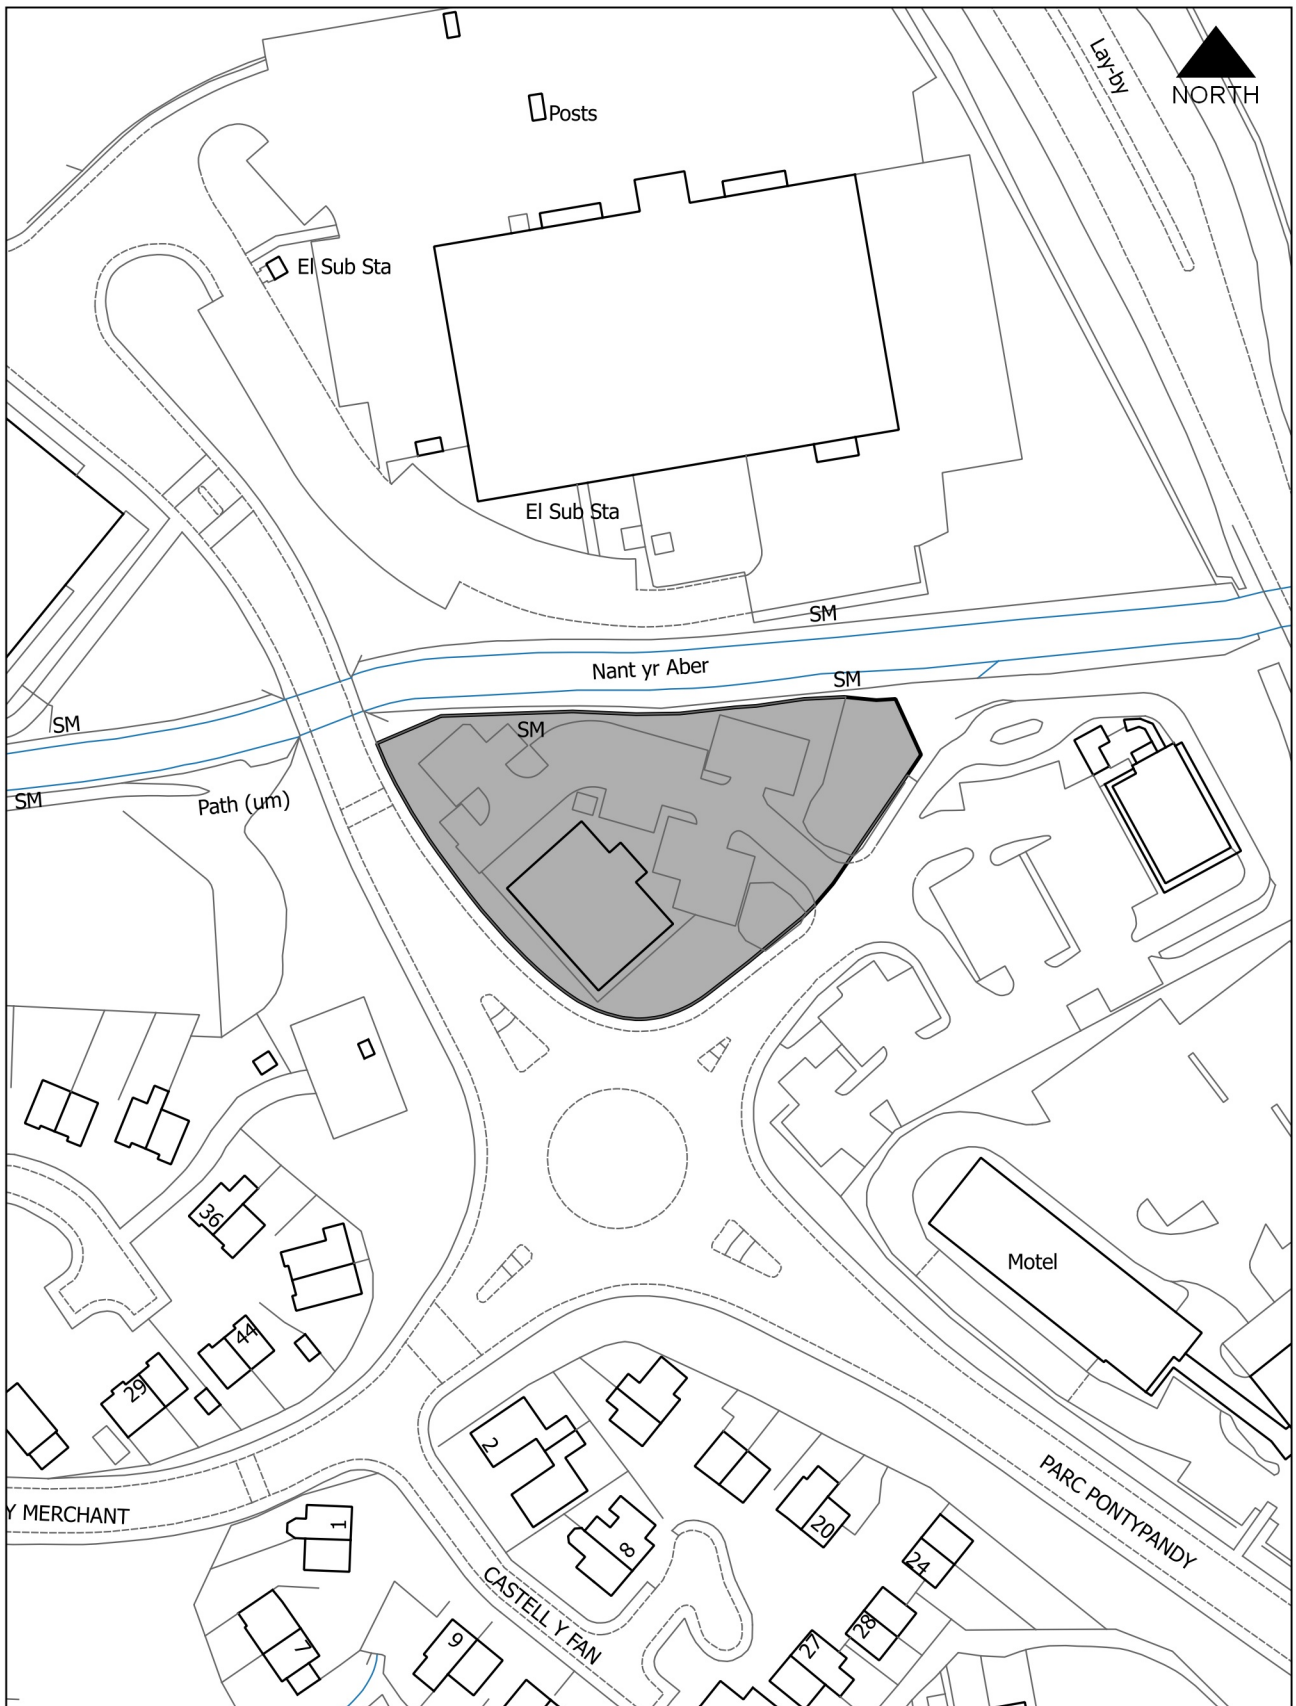 Lay-by
NORTH
Posts
El Sub Sta
El Sub Sta
SM
Nant yr Aber
SM
SM
SM
SM
Path (um)
36
Motel
44
29
2
PARC PONTYPANDY
Y MERCHANT
1
20
8
24
CASTELL Y FAN
28
7
9
27